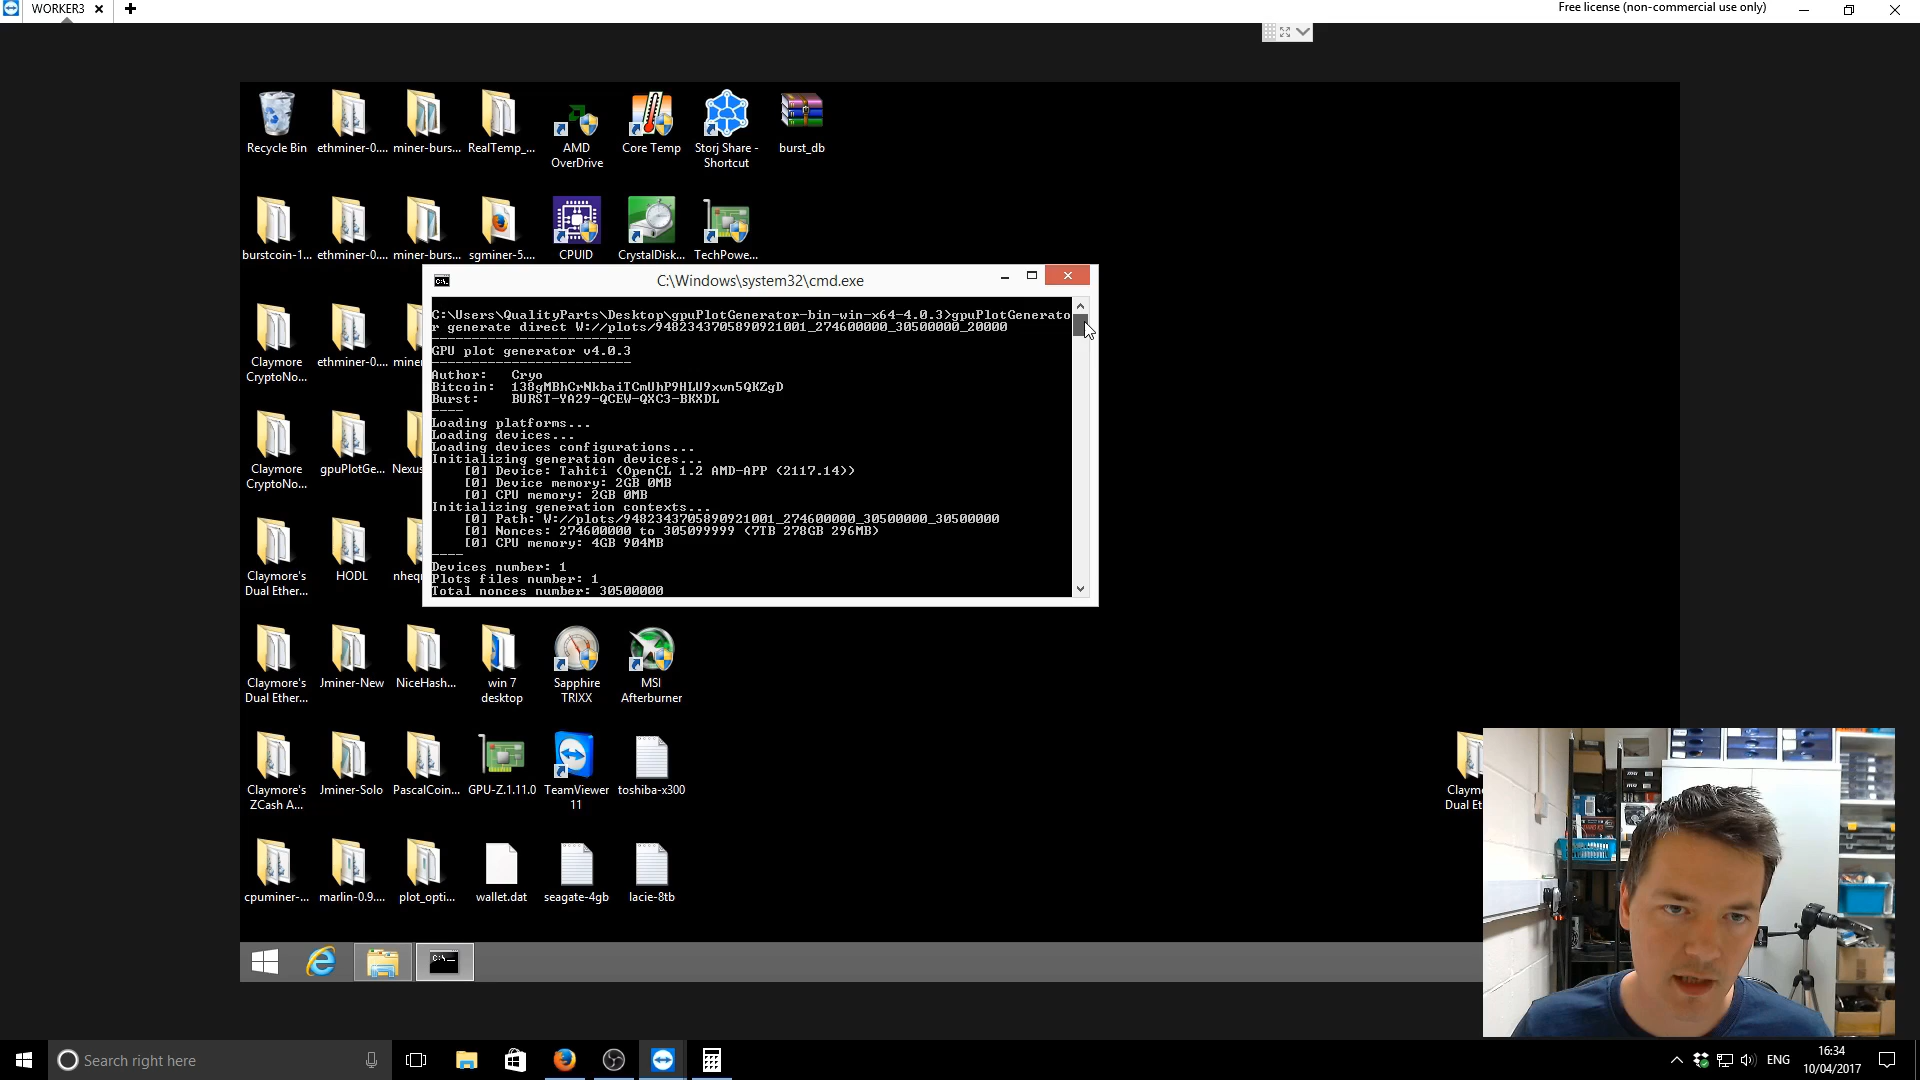 WORKER3
Free license (non-commercial use only)
Recycle Bin
ethminer-0....
miner-burs...
RealTemp_...
AMD
OverDrive
Core Temp
Storj Share -
Shortcut
burst_db
burstcoin-1...
ethminer-0....
miner-burs...
sgminer-5....
CPUID
CrystalDisk...
TechPowe...
C:\Windows\system32\cmd.exe
C:\Users\QualityParts\Desktop\gpuPlotGenerator-bin-win-x64-4.0.3>gpuPlotGenerato
r generate direct W://plots/9482343705890921001_274600000_30500000_20000
-------------------------
GPU plot generator v4.0.3
-------------------------
Author:   Cryo
Bitcoin:  138gMBhCrNkbaiTCmUhP9HLU9xwn5QKZgD
Burst:    BURST-YA29-QCEW-QXC3-BKXDL
----
Loading platforms...
Loading devices...
Loading devices configurations...
Initializing generation devices...
[0] Device: Tahiti (OpenCL 1.2 AMD-APP (2117.14))
[0] Device memory: 2GB 0MB
[0] CPU memory: 2GB 0MB
Initializing generation contexts...
[0] Path: W://plots/9482343705890921001_274600000_30500000_30500000
[0] Nonces: 274600000 to 305099999 (7TB 278GB 296MB)
[0] CPU memory: 4GB 904MB
----
Devices number: 1
Plots files number: 1
Total nonces number: 30500000
Claymore
CryptoNo...
ethminer-0....
mine
Claymore
CryptoNo...
gpuPlotGe...
Nexus
Claymore's
Dual Ether...
HODL
nheq
Claymore's
Dual Ether...
Jminer-New
NiceHash...
win 7
desktop
Sapphire
TRIXX
MSI
Afterburner
Claymore's
ZCash A...
Jminer-Solo
PascalCoin...
GPU-Z.1.11.0
TeamViewer
11
toshiba-x300
Claym
Dual Et
cpuminer-...
marlin-0.9....
plot_opti...
wallet.dat
seagate-4gb
lacie-8tb
Search right here
ENG
16:34
10/04/2017